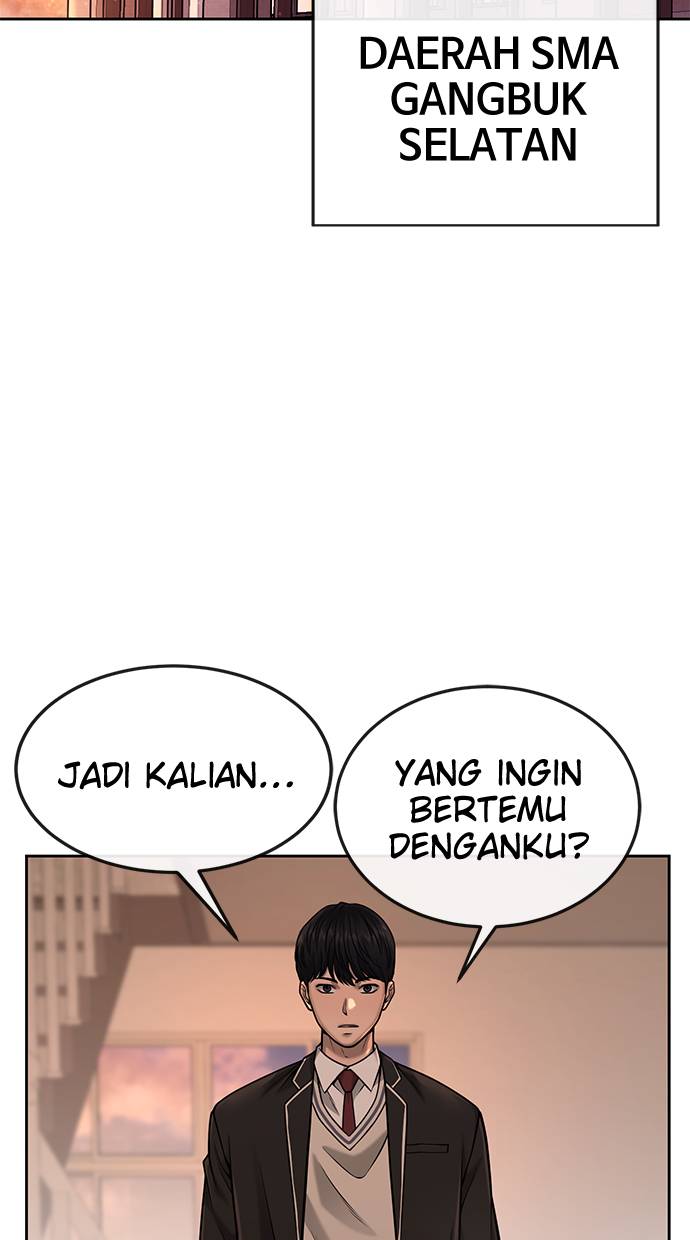 DAERAH SMA
GANGBUK
SELATAN
JADI KALIAN...
YANG INGIN
BERTEMU
DENGANKU?